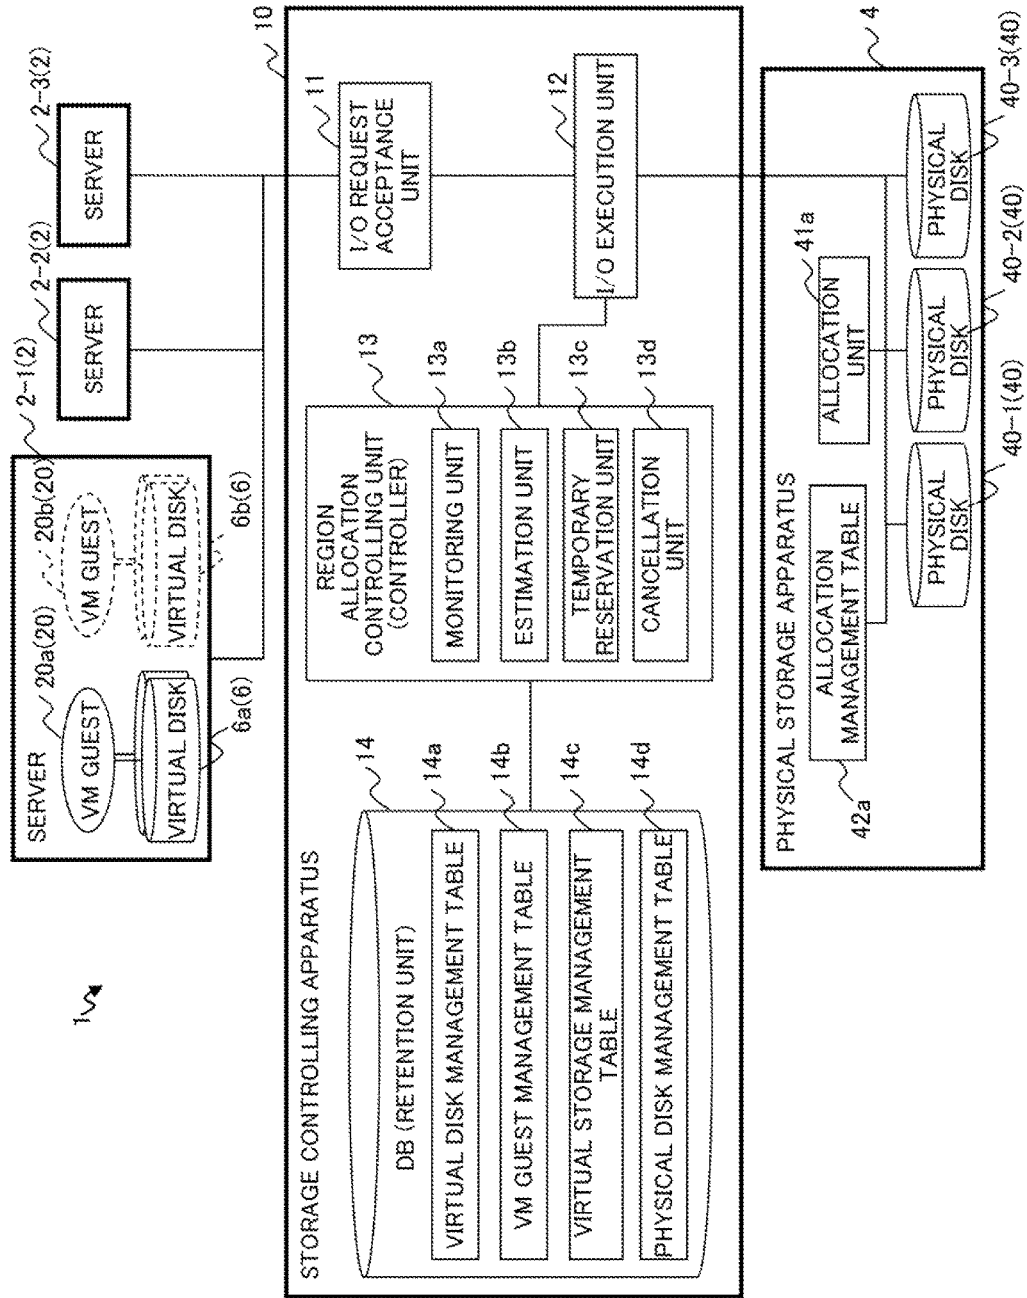 1
SERVER
20a(20)
20b(20)
2-1(2)
VM GUEST
VM GUEST
VIRTUAL DISK
VIRTUAL DISK
6a(6)
6b(6)
2-2(2)
SERVER
2-3(2)
SERVER
10
STORAGE CONTROLLING APPARATUS
14
DB (RETENTION UNIT)
14a
VIRTUAL DISK MANAGEMENT TABLE
14b
VM GUEST MANAGEMENT TABLE
14c
VIRTUAL STORAGE MANAGEMENT
TABLE
14d
PHYSICAL DISK MANAGEMENT TABLE
13
REGION
ALLOCATION
CONTROLLING UNIT
(CONTROLLER)
13a
MONITORING UNIT
13b
ESTIMATION UNIT
13c
TEMPORARY
RESERVATION UNIT
13d
CANCELLATION
UNIT
11
I/O REQUEST
ACCEPTANCE
UNIT
12
I/O EXECUTION UNIT
4
PHYSICAL STORAGE APPARATUS
42a
ALLOCATION
MANAGEMENT TABLE
41a
ALLOCATION
UNIT
PHYSICAL
DISK
PHYSICAL
DISK
PHYSICAL
DISK
40-1(40)
40-2(40)
40-3(40)